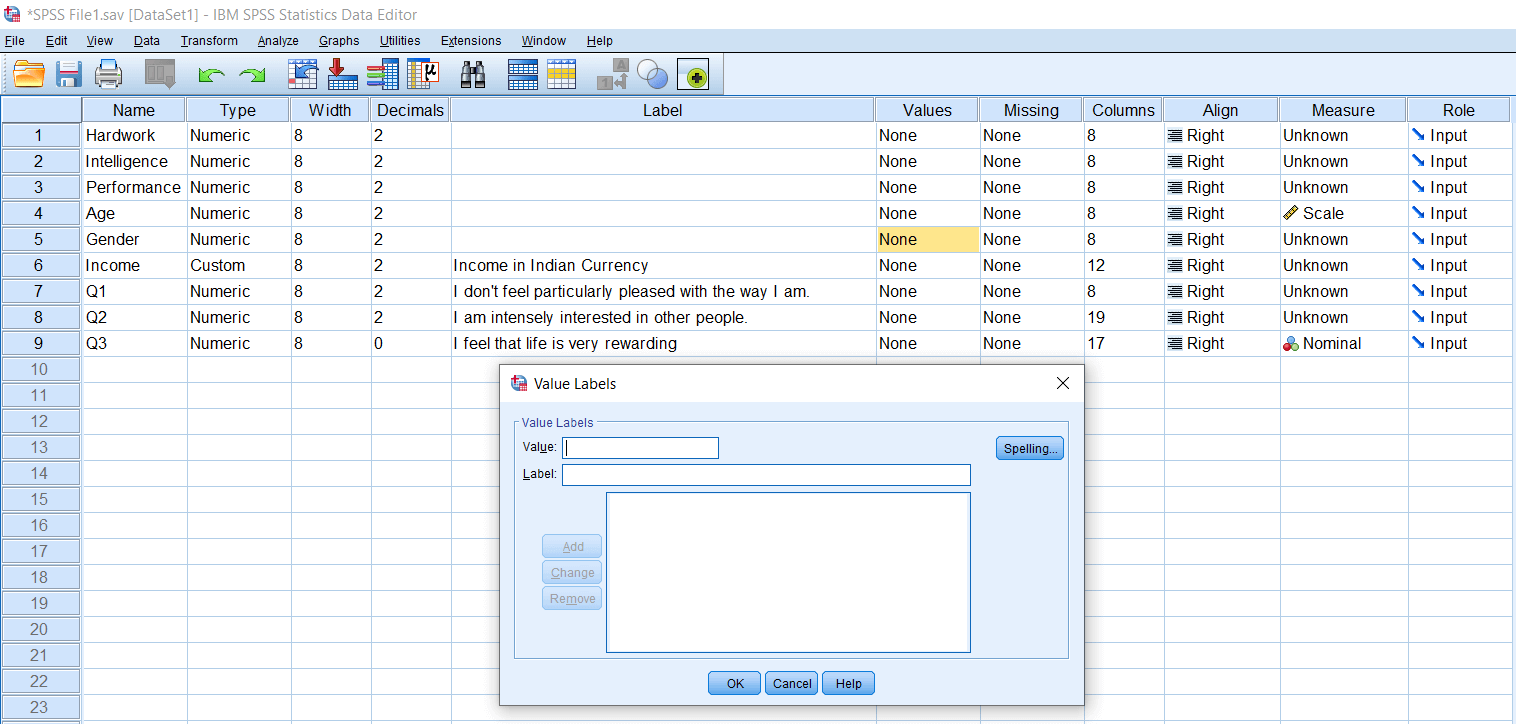 *SPSS File1.sav [DataSet1] - IBM SPSS Statistics Data Editor
File Edit View Data Transform Analyze Graphs Utilities Extensions Window Help
Name Type Width Decimals Label Values Missing Columns Align Measure Role
1 Hardwork Numeric 8 2 None None 8 Right Unknown Input
2 Intelligence Numeric 8 2 None None 8 Right Unknown Input
3 Performance Numeric 8 2 None None 8 Right Unknown Input
4 Age Numeric 8 2 None None 8 Right Scale Input
5 Gender Numeric 8 2 None None 8 Right Unknown Input
6 Income Custom 8 2 Income in Indian Currency None None 12 Right Unknown Input
7 Q1 Numeric 8 2 I don't feel particularly pleased with the way I am. None None 8 Right Unknown Input
8 Q2 Numeric 8 2 I am intensely interested in other people. None None 19 Right Unknown Input
9 Q3 Numeric 8 0 I feel that life is very rewarding None None 17 Right Nominal Input
10
11
12
13
14
15
16
17
18
19
20
21
22
23
Value Labels
Value Labels
Value:
Spelling...
Label:
Add
Change
Remove
OK Cancel Help